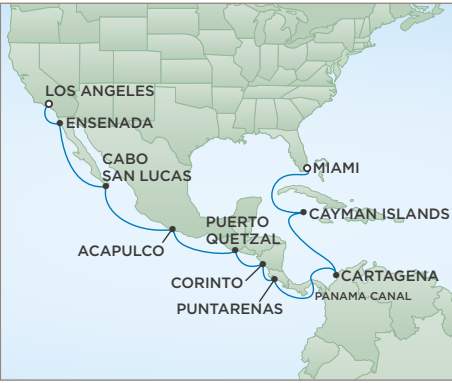 LOS ANGELES
ENSENADA
CABO
SAN LUCAS
MIAMI
CAYMAN ISLANDS
PUERTO
QUETZAL
ACAPULCO
CORINTO
CARTAGENA
PANAMA CANAL
PUNTARENAS